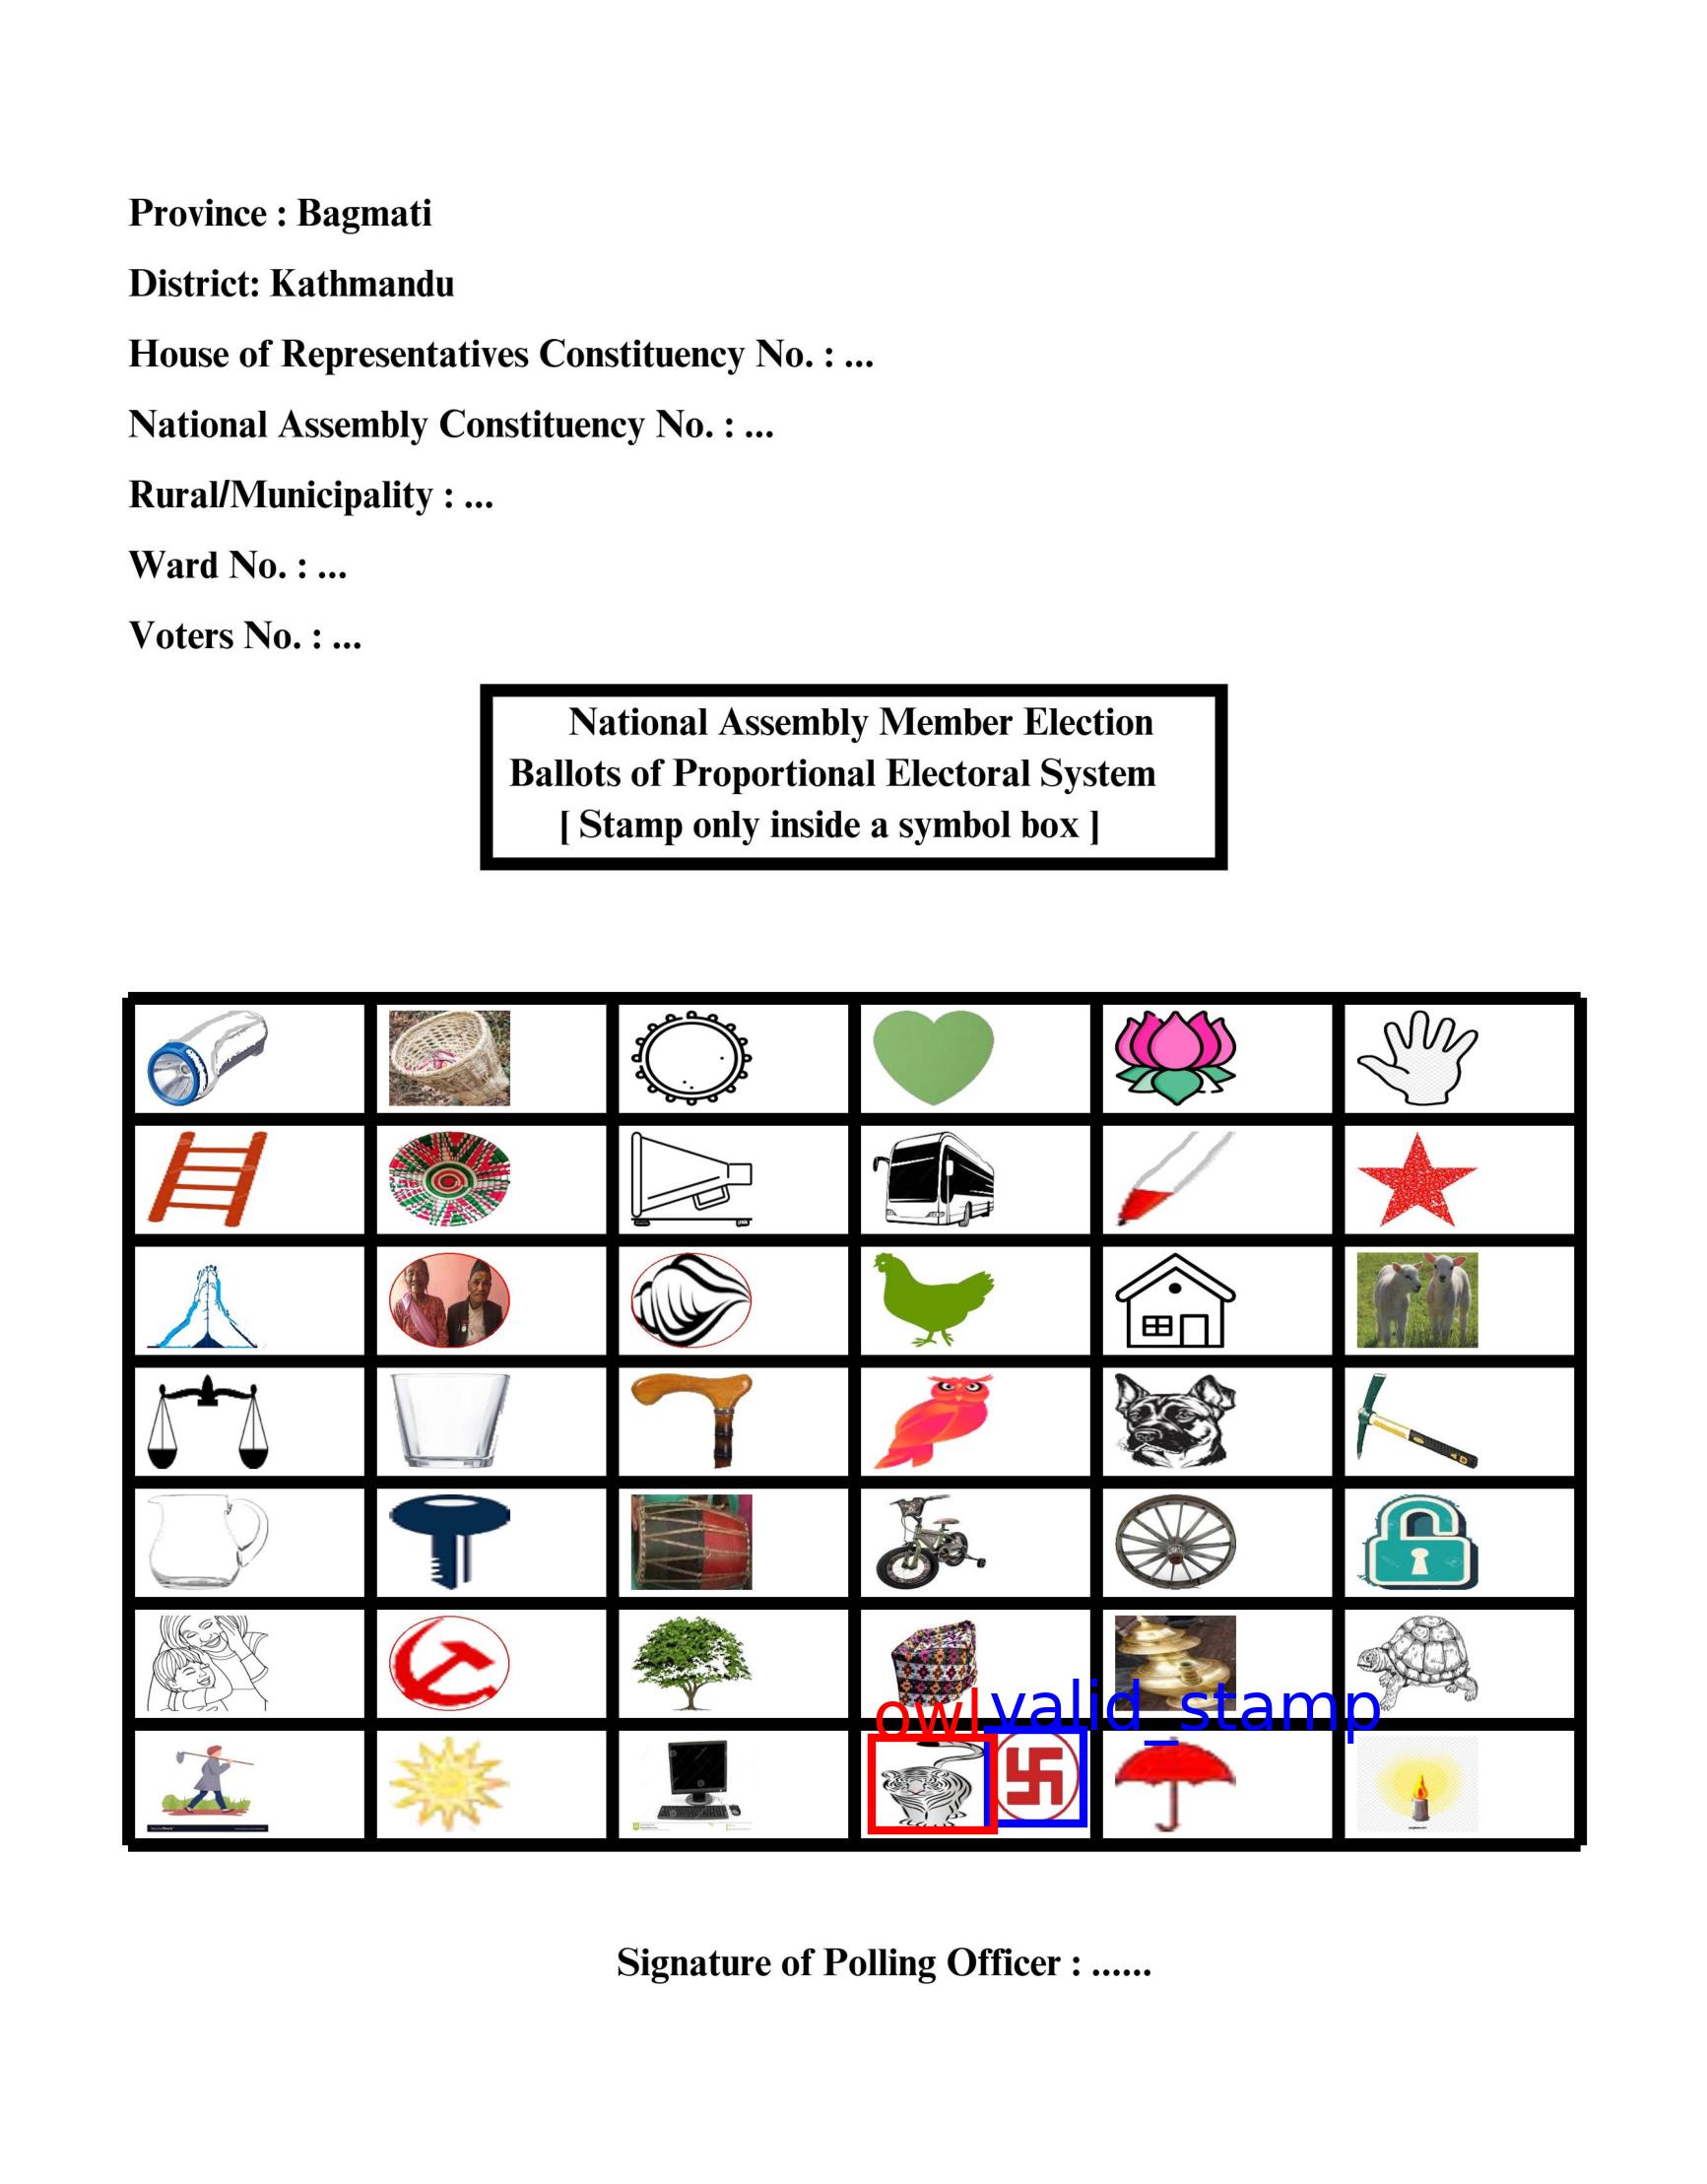 Province : Bagmati
District: Kathmandu
House of Representatives Constituency No. : ...
National Assembly Constituency No. : ...
Rural/Municipality : ...
Ward No. : ...
Voters No. : ...
National Assembly Member Election
Ballots of Proportional Electoral System
[ Stamp only inside a symbol box ]
owl valid_stamp
Signature of Polling Officer : ......